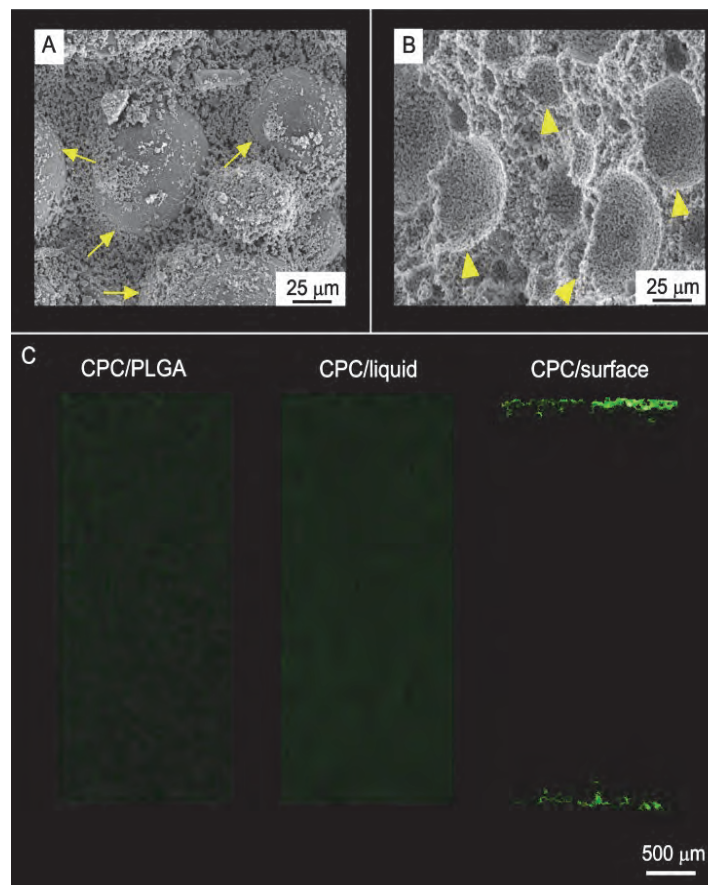 A
B
25 μm
25 μm
C
CPC/PLGA
CPC/liquid
CPC/surface
500 μm